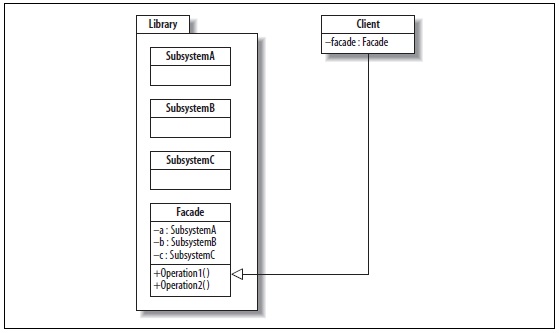 Library
SubsystemA
SubsystemB
SubsystemC
Facade
–a : SubsystemA
–b : SubsystemB
–c : SubsystemC
+Operation1()
+Operation2()
Client
–facade : Facade